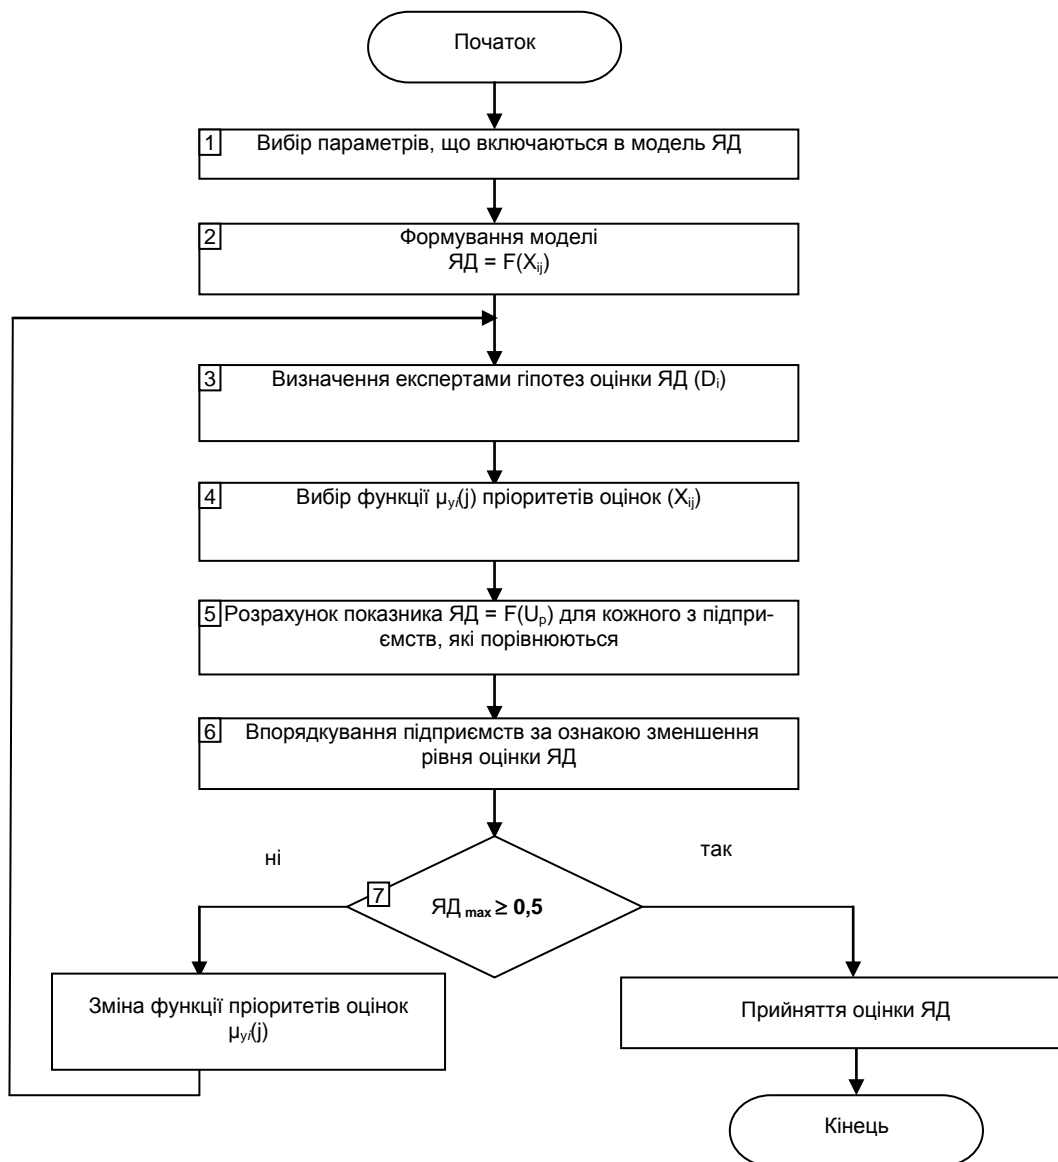 Початок
1
Вибір параметрів, що включаються в модель ЯД
2
Формування моделі
ЯД = F(Xij)
3
Визначення експертами гіпотез оцінки ЯД (Di)
4
Вибір функції µyi(j) пріоритетів оцінок (Xij)
5
Розрахунок показника ЯД = F(Up) для кожного з підпри-
ємств, які порівнюються
6
Впорядкування підприємств за ознакою зменшення
рівня оцінки ЯД
ні
так
7
ЯД max ≥ 0,5
Зміна функції пріоритетів оцінок
µyi(j)
Прийняття оцінки ЯД
Кінець